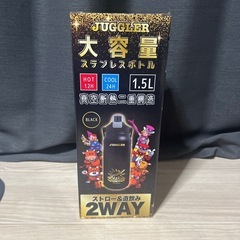 JUGGLER
大容量
ステンレスボトル
HOT
12H
COOL
24H
1.5L
真空断熱二重構造
BLACK
JUGGLER
ストロー&直飲み
2WAY